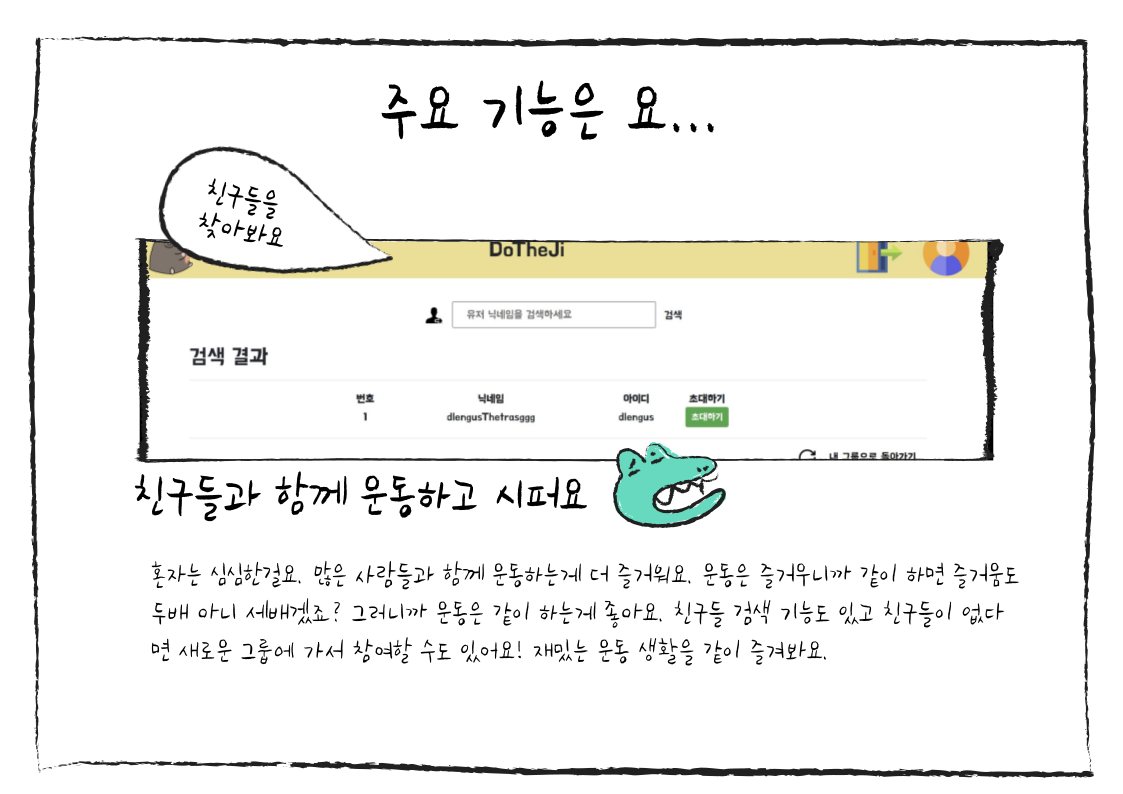 주요 기능은 요...
친구들을
찾아봐요
DoTheJi
유저 닉네임을 검색하세요 검색
검색 결과
번호 닉네임 아이디 초대하기
1 dlengusThetrasggg dlengus 초대하기
내 그룹으로 돌아가기
친구들과 함께 운동하고 시퍼요
혼자는 심심한걸요. 많은 사람들과 함께 운동하는게 더 즐거워요. 운동은 즐거우니까 같이 하면 즐거움도
두배 아니 세배겠죠? 그러니까 운동은 같이 하는게 좋아요. 친구들 검색 기능도 있고 친구들이 없다
면 새로운 그룹에 가서 참여할 수도 있어요! 재밌는 운동 생활을 같이 즐겨봐요.